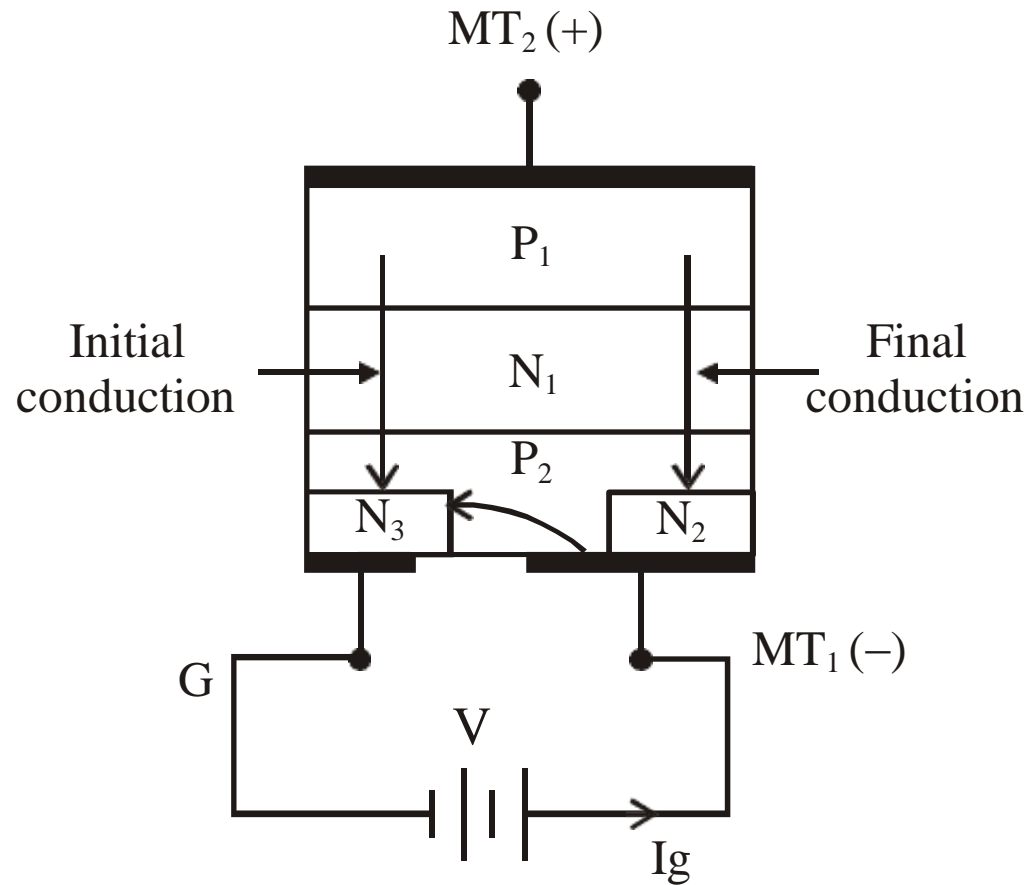 MT₂ (+)
P₁
Initial
conduction
N₁
Final
conduction
P₂
N₃
N₂
G
MT₁ (–)
V
Ig